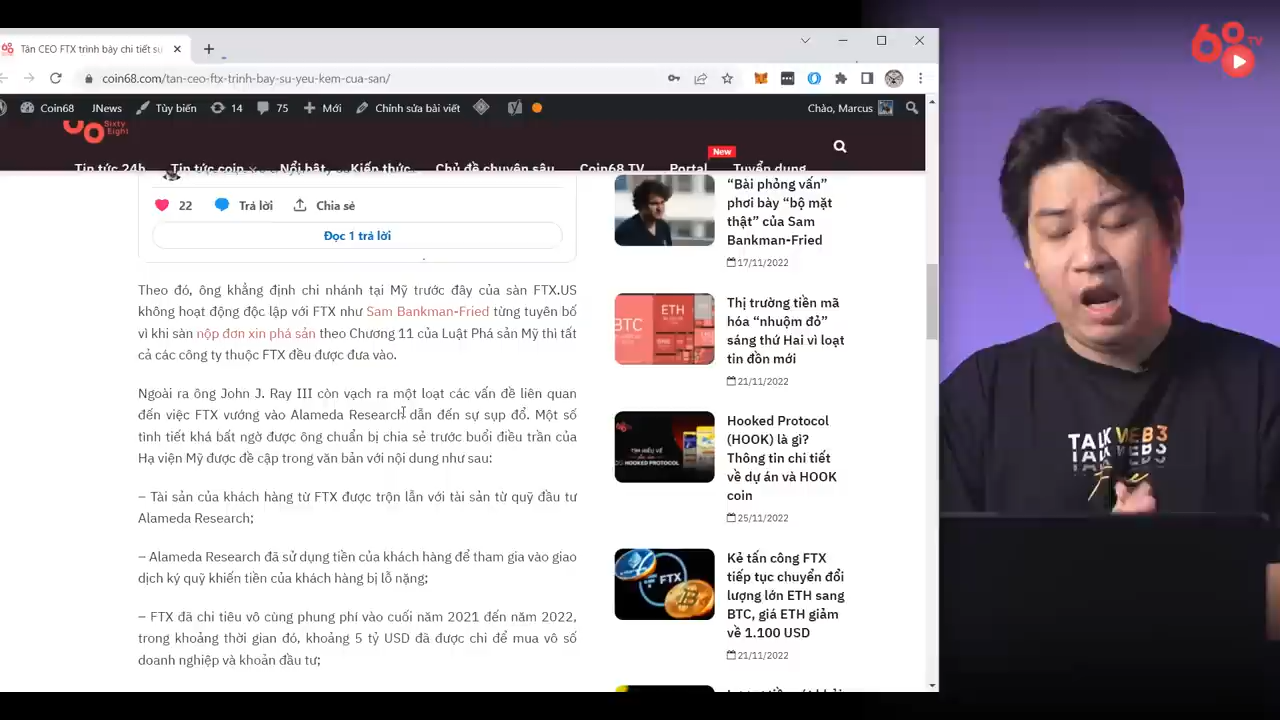 Tân CEO FTX trình bày chi tiết sự
coin68.com/tan-ceo-ftx-trinh-bay-su-yeu-kem-cua-san/
Coin68 JNews Tùy biến 14 75 Mới Chỉnh sửa bài viết Chào, Marcus
Sixty
Eight
Tin tức 24h Tin tức coin Nổi bật Kiến thức Chủ đề chuyên sâu Coin68 TV Portal New Tuyển dụng
22 Trả lời Chia sẻ
Đọc 1 trả lời
Theo đó, ông khẳng định chi nhánh tại Mỹ trước đây của sàn FTX.US
không hoạt động độc lập với FTX như Sam Bankman-Fried từng tuyên bố
vì khi sàn nộp đơn xin phá sản theo Chương 11 của Luật Phá sản Mỹ thì tất
cả các công ty thuộc FTX đều được đưa vào.
Ngoài ra ông John J. Ray III còn vạch ra một loạt các vấn đề liên quan
đến việc FTX vướng vào Alameda Research dẫn đến sự sụp đổ. Một số
tình tiết khá bất ngờ được ông chuẩn bị chia sẻ trước buổi điều trần của
Hạ viện Mỹ được đề cập trong văn bản với nội dung như sau:
– Tài sản của khách hàng từ FTX được trộn lẫn với tài sản từ quỹ đầu tư
Alameda Research;
– Alameda Research đã sử dụng tiền của khách hàng để tham gia vào giao
dịch ký quỹ khiến tiền của khách hàng bị lỗ nặng;
– FTX đã chi tiêu vô cùng phung phí vào cuối năm 2021 đến năm 2022,
trong khoảng thời gian đó, khoảng 5 tỷ USD đã được chi để mua vô số
doanh nghiệp và khoản đầu tư;
“Bài phỏng vấn”
phơi bày “bộ mặt
thật” của Sam
Bankman-Fried
17/11/2022
BTC ETH
Thị trường tiền mã
hóa “nhuộm đỏ”
sáng thứ Hai vì loạt
tin đồn mới
21/11/2022
HOOKED PROTOCOL
Hooked Protocol
(HOOK) là gì?
Thông tin chi tiết
về dự án và HOOK
coin
25/11/2022
FTX
Kẻ tấn công FTX
tiếp tục chuyển đổi
lượng lớn ETH sang
BTC, giá ETH giảm
về 1.100 USD
21/11/2022
68 TV
TALK WEB3
Fire